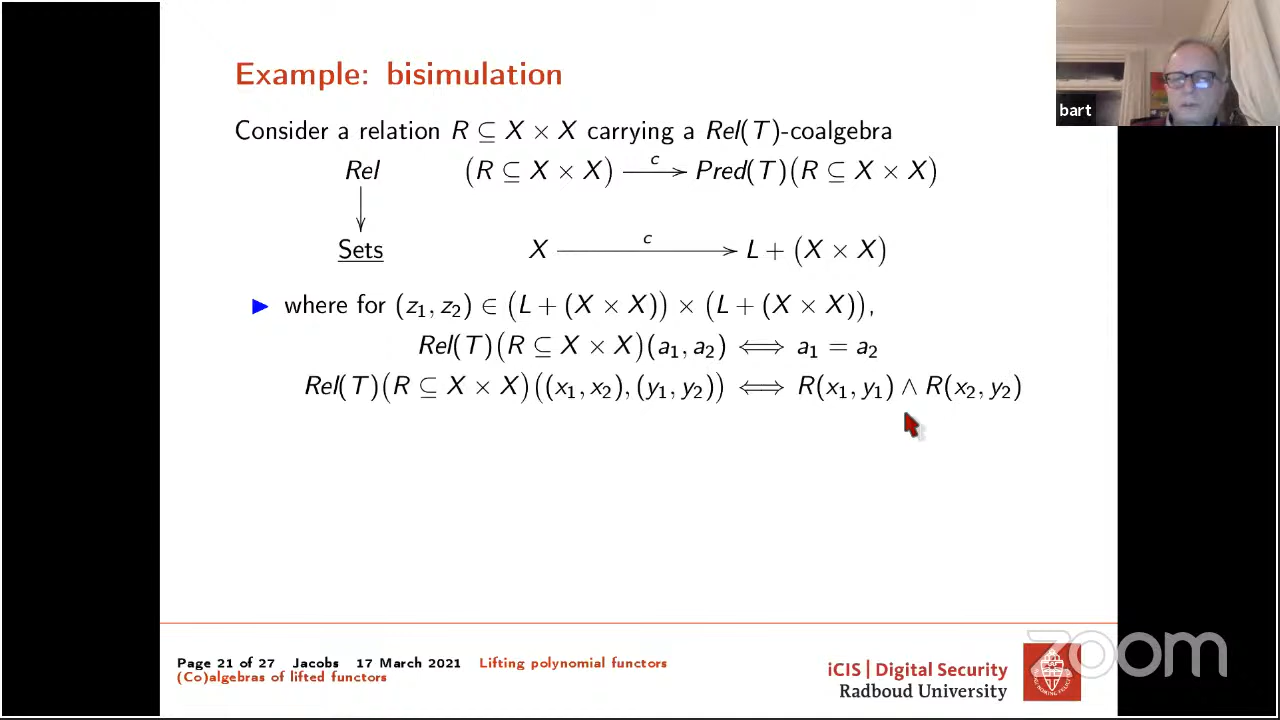 Example: bisimulation
bart
Consider a relation R ⊆ X × X carrying a Rel(T)-coalgebra
Rel (R ⊆ X × X) c Pred(T)(R ⊆ X × X)
Sets X c L + (X × X)
▶ where for (z₁, z₂) ∈ (L + (X × X)) × (L + (X × X)),
Rel(T)(R ⊆ X × X)(a₁, a₂) ⟺ a₁ = a₂
Rel(T)(R ⊆ X × X)((x₁, x₂), (y₁, y₂)) ⟺ R(x₁, y₁) ∧ R(x₂, y₂)
Page 21 of 27 Jacobs 17 March 2021 Lifting polynomial functors
(Co)algebras of lifted functors
iCIS | Digital Security
Radboud University
zoom